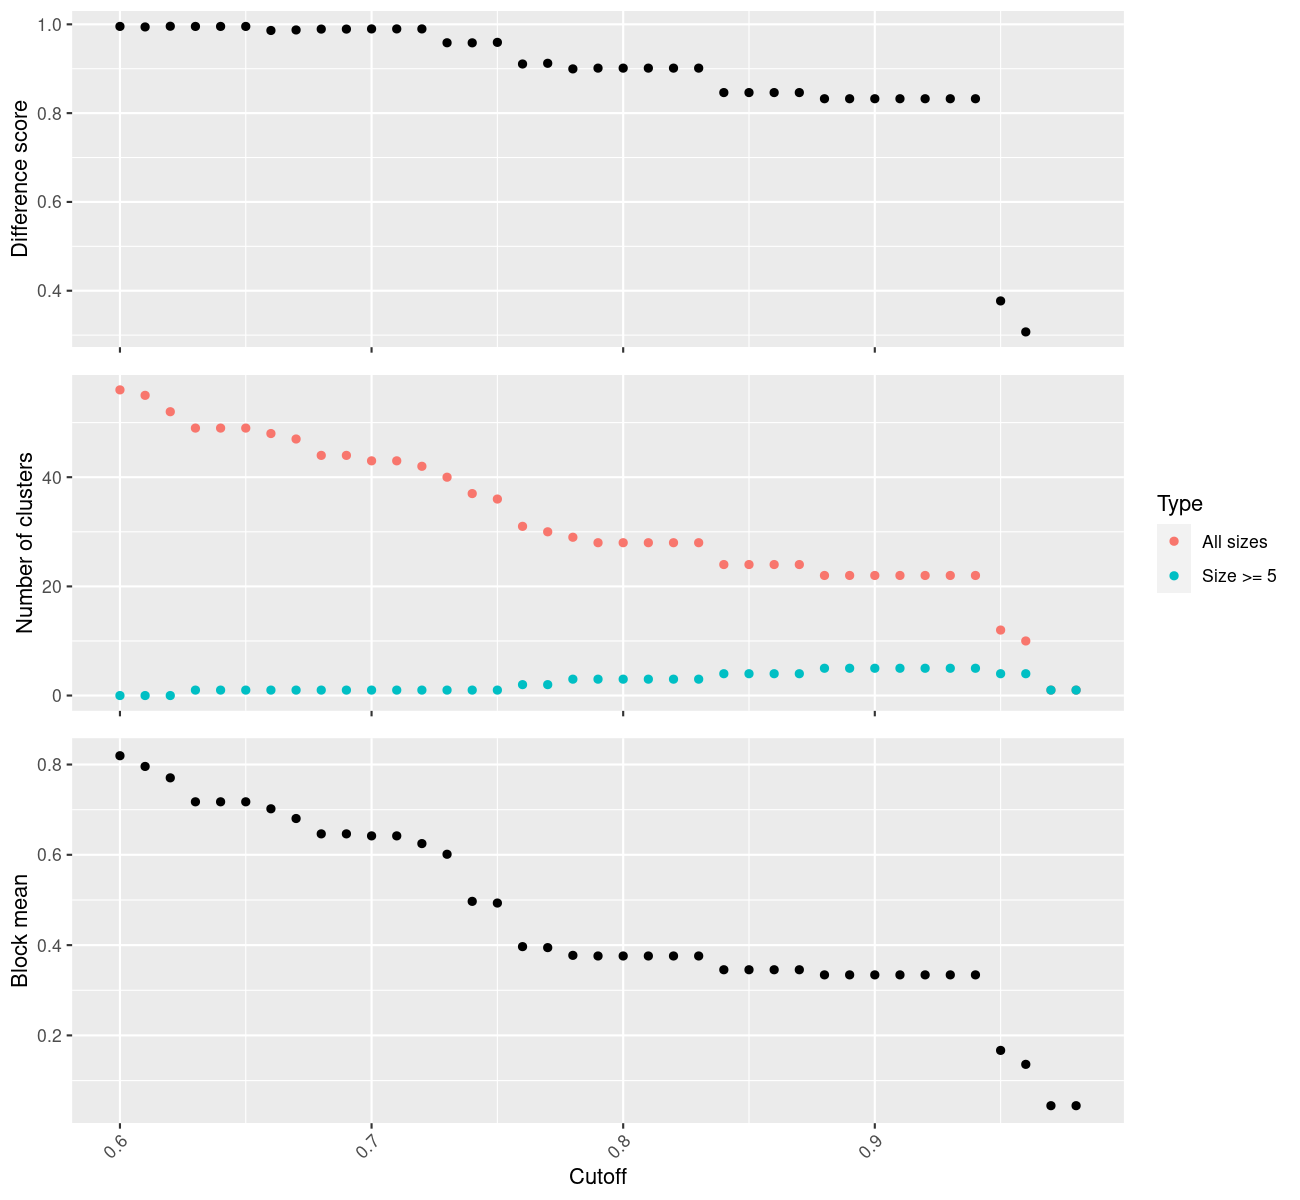 1.0
0.8
0.6
0.4
Difference score
40
20
0
Number of clusters
Type
All sizes
Size >= 5
0.8
0.6
0.4
0.2
Block mean
0.6
0.7
0.8
0.9
Cutoff